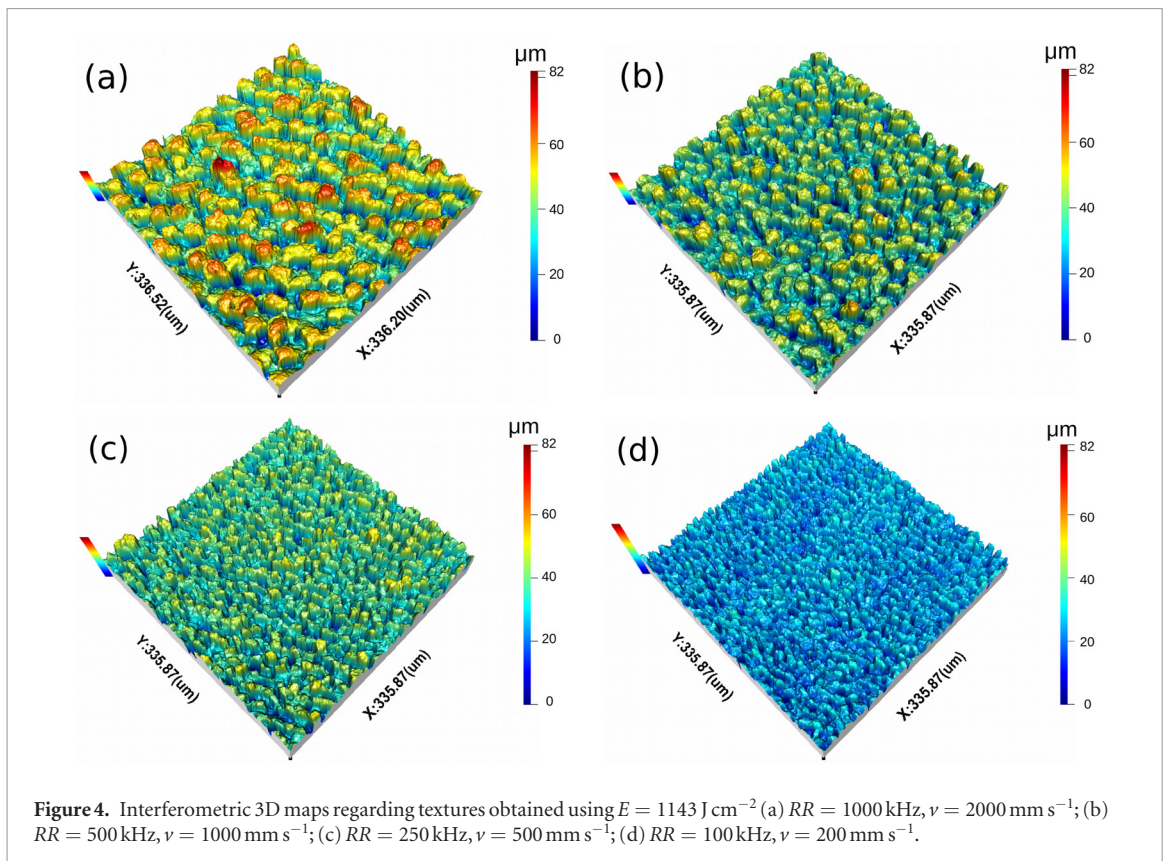 (a)
µm
82
60
40
20
0
Y:336.52(um)
X:336.20(um)
(b)
µm
82
60
40
20
0
Y:335.87(um)
X:335.87(um)
(c)
µm
82
60
40
20
0
Y:335.87(um)
X:335.87(um)
(d)
µm
82
60
40
20
0
Y:335.87(um)
X:335.87(um)
Figure 4. Interferometric 3D maps regarding textures obtained using E = 1143 J cm⁻² (a) RR = 1000 kHz, v = 2000 mm s⁻¹; (b)
RR = 500 kHz, v = 1000 mm s⁻¹; (c) RR = 250 kHz, v = 500 mm s⁻¹; (d) RR = 100 kHz, v = 200 mm s⁻¹.